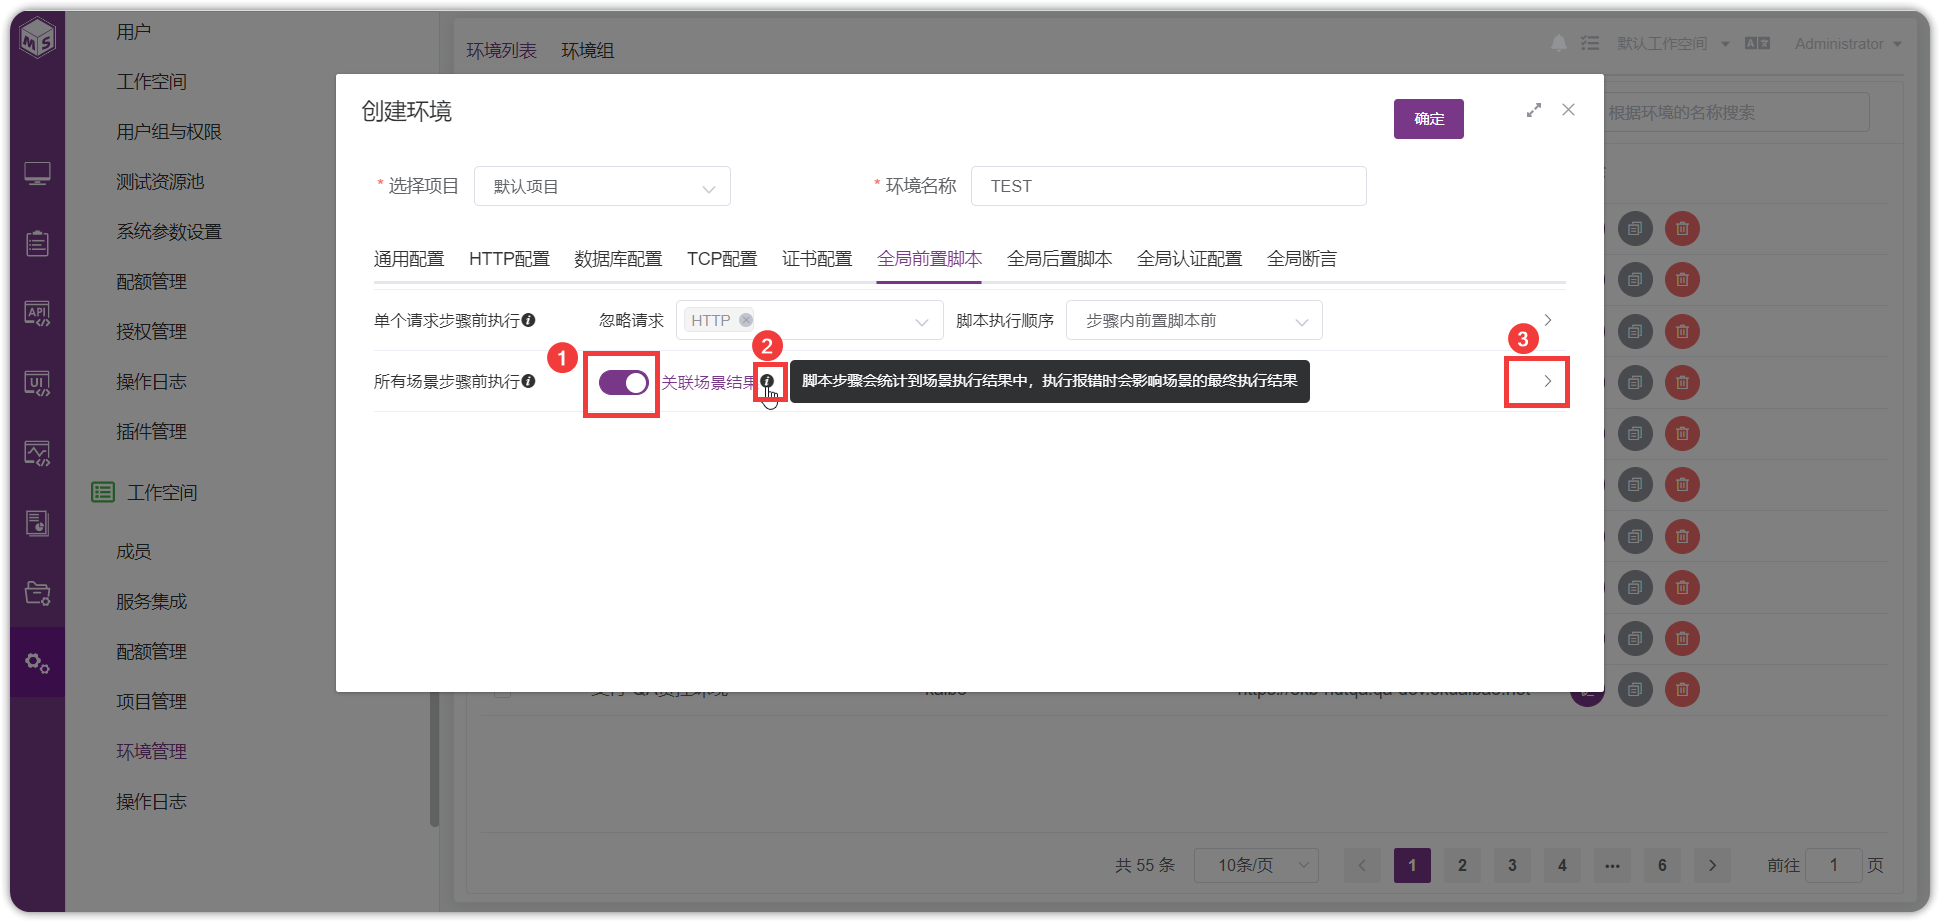 MS
API
UI
用户
工作空间
用户组与权限
测试资源池
系统参数设置
配额管理
授权管理
操作日志
插件管理
工作空间
成员
服务集成
配额管理
项目管理
环境管理
操作日志
环境列表 环境组
默认工作空间 Administrator
根据环境的名称搜索
创建环境
确定
* 选择项目 默认项目
* 环境名称 TEST
通用配置 HTTP配置 数据库配置 TCP配置 证书配置 全局前置脚本 全局后置脚本 全局认证配置 全局断言
单个请求步骤前执行 忽略请求 HTTP 脚本执行顺序 步骤内前置脚本前
1 2 3
所有场景步骤前执行 关联场景结果 脚本步骤会统计到场景执行结果中，执行报错时会影响场景的最终执行结果
共 55 条 10条/页 1 2 3 4 ... 6 前往 1 页